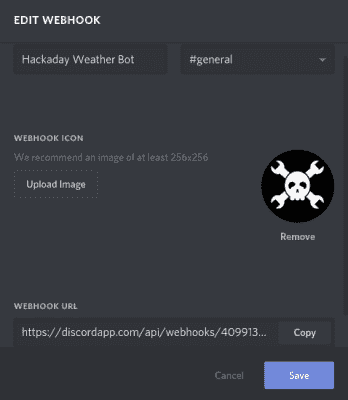 EDIT WEBHOOK
Hackaday Weather Bot
#general
WEBHOOK ICON
We recommend an image of at least 256x256
Upload Image
Remove
WEBHOOK URL
https://discordapp.com/api/webhooks/409913...
Copy
Cancel
Save